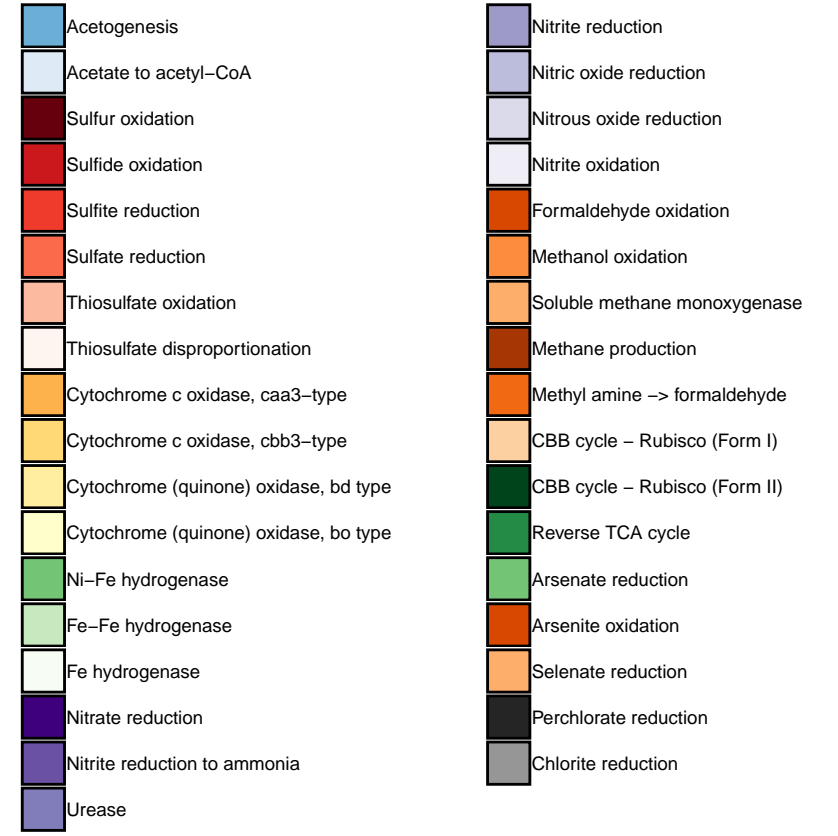 Acetogenesis
Acetate to acetyl−CoA
Sulfur oxidation
Sulfide oxidation
Sulfite reduction
Sulfate reduction
Thiosulfate oxidation
Thiosulfate disproportionation
Cytochrome c oxidase, caa3−type
Cytochrome c oxidase, cbb3−type
Cytochrome (quinone) oxidase, bd type
Cytochrome (quinone) oxidase, bo type
Ni−Fe hydrogenase
Fe−Fe hydrogenase
Fe hydrogenase
Nitrate reduction
Nitrite reduction to ammonia
Urease
Nitrite reduction
Nitric oxide reduction
Nitrous oxide reduction
Nitrite oxidation
Formaldehyde oxidation
Methanol oxidation
Soluble methane monoxygenase
Methane production
Methyl amine −> formaldehyde
CBB cycle − Rubisco (Form I)
CBB cycle − Rubisco (Form II)
Reverse TCA cycle
Arsenate reduction
Arsenite oxidation
Selenate reduction
Perchlorate reduction
Chlorite reduction